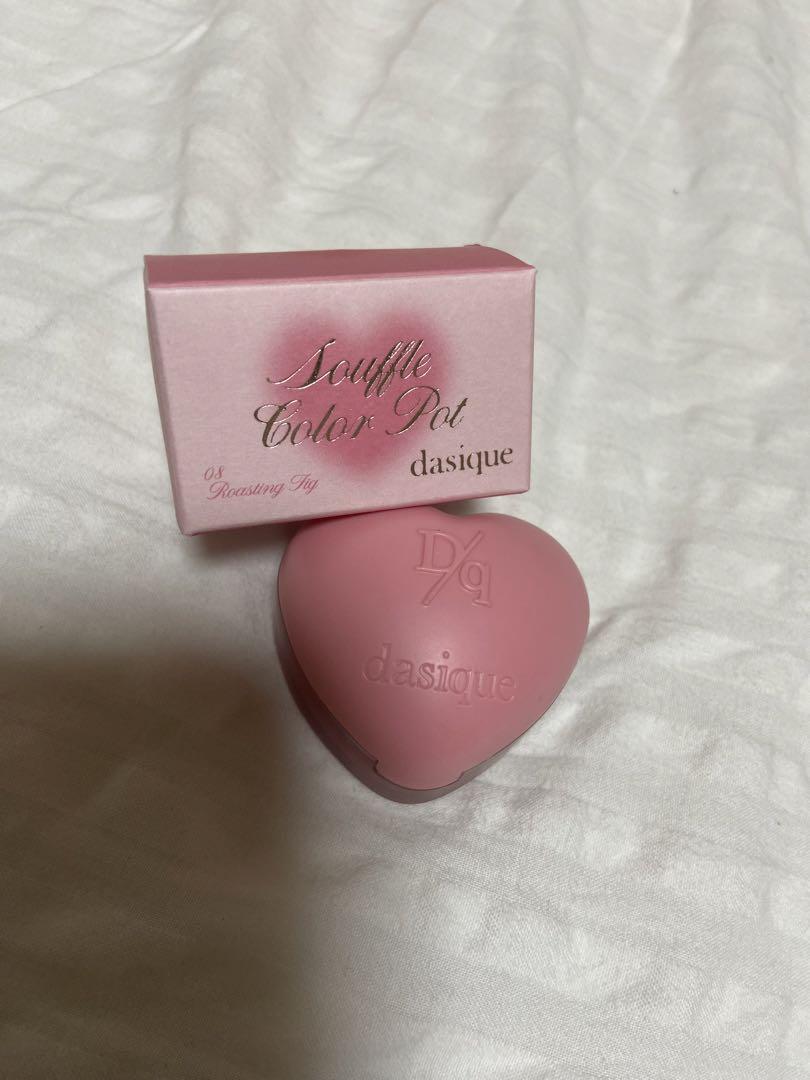 Souffle
Color Pot
dasique
08
Roasting Fig
D/q
dasique